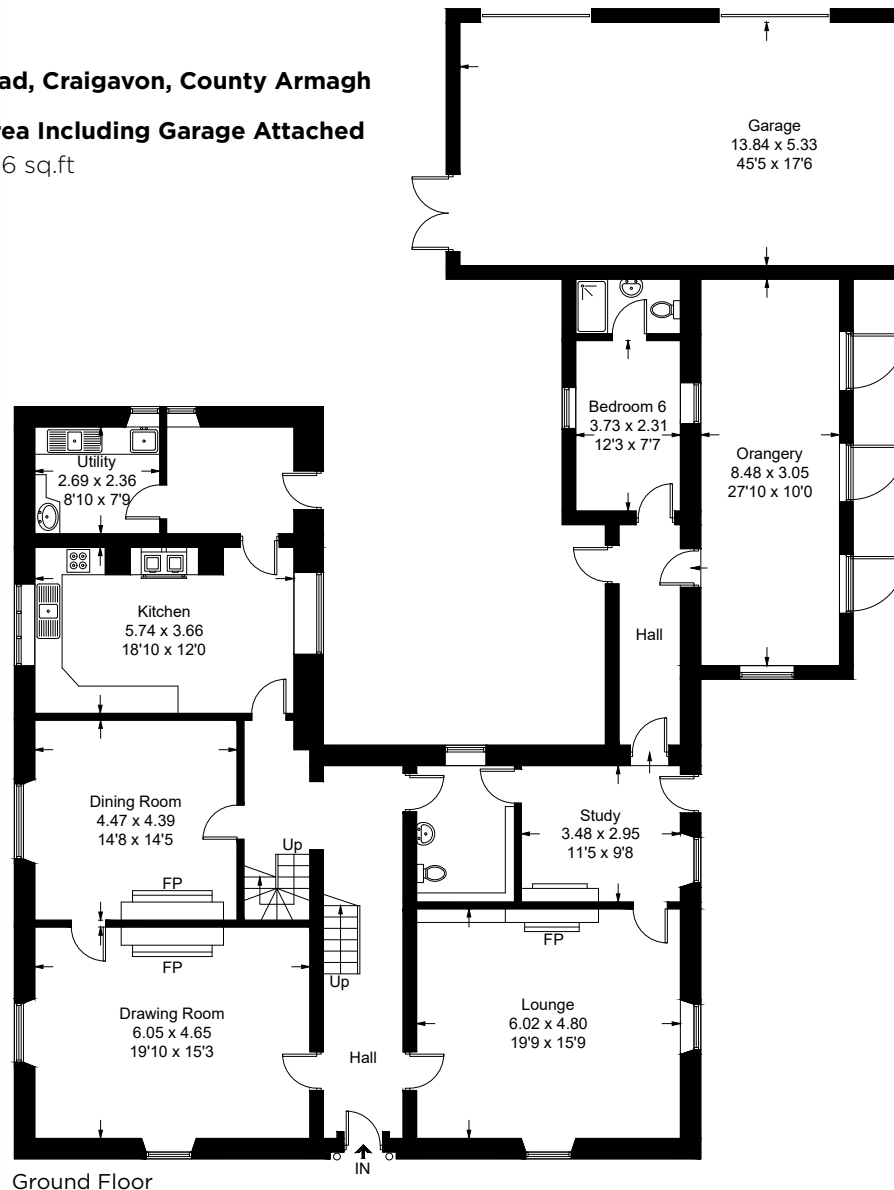 ad, Craigavon, County Armagh
rea Including Garage Attached
6 sq.ft
Garage
13.84 x 5.33
45'5 x 17'6
Bedroom 6
3.73 x 2.31
12'3 x 7'7
Orangery
8.48 x 3.05
27'10 x 10'0
Utility
2.69 x 2.36
8'10 x 7'9
Kitchen
5.74 x 3.66
18'10 x 12'0
Hall
Dining Room
4.47 x 4.39
14'8 x 14'5
Up
Study
3.48 x 2.95
11'5 x 9'8
FP
FP
FP
Up
Drawing Room
6.05 x 4.65
19'10 x 15'3
Lounge
6.02 x 4.80
19'9 x 15'9
Hall
IN
Ground Floor